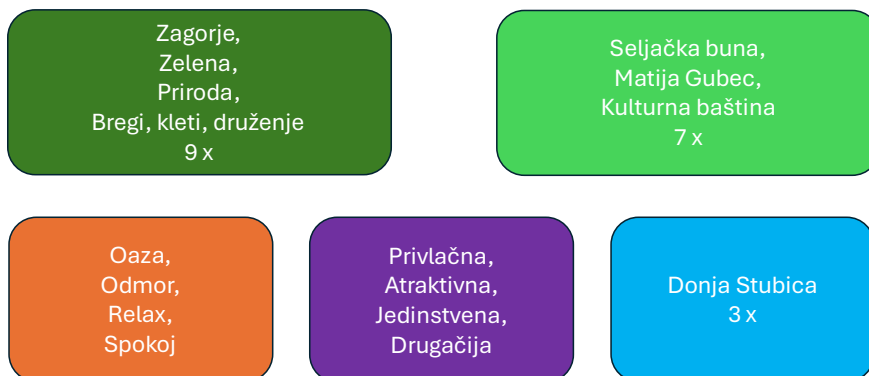 Zagorje,
Zelena,
Priroda,
Bregi, kleti, druženje
9 x
Seljačka buna,
Matija Gubec,
Kulturna baština
7 x
Oaza,
Odmor,
Relax,
Spokoj
Privlačna,
Atraktivna,
Jedinstvena,
Drugačija
Donja Stubica
3 x